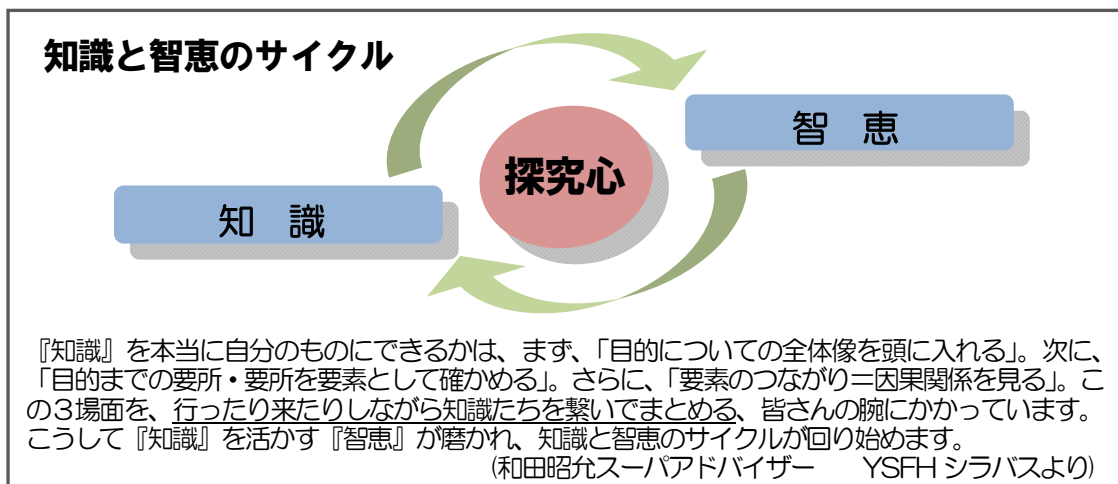 知識と智恵のサイクル
智　恵
探究心
知　識
『知識』を本当に自分のものにできるかは、まず、「目的についての全体像を頭に入れる」。次に、
「目的までの要所・要所を要素として確かめる」。さらに、「要素のつながり＝因果関係を見る」。こ
の３場面を、行ったり来たりしながら知識たちを繋いでまとめる、皆さんの腕にかかっています。
こうして『知識』を活かす『智恵』が磨かれ、知識と智恵のサイクルが回り始めます。
(和田昭允スーパアドバイザー　　YSFH シラバスより)